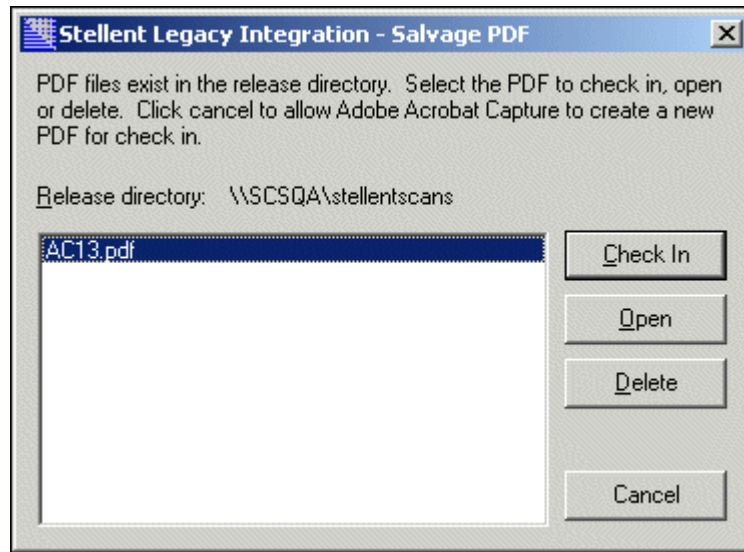 Stellent Legacy Integration - Salvage PDF
PDF files exist in the release directory.  Select the PDF to check in, open
or delete.  Click cancel to allow Adobe Acrobat Capture to create a new
PDF for check in.
Release directory:   \\SCSQA\stellentscans
AC13.pdf
Check In
Open
Delete
Cancel